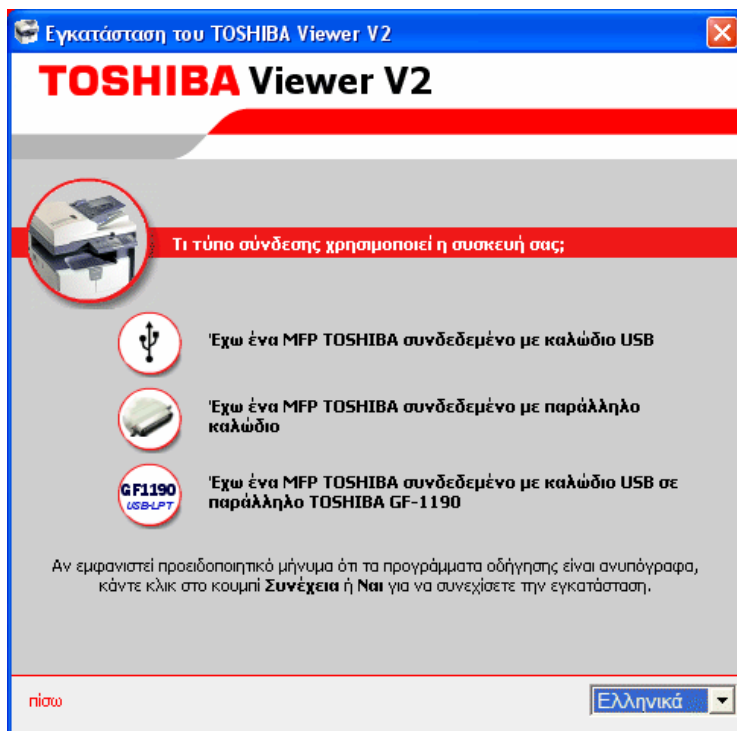 Εγκατάσταση του TOSHIBA Viewer V2
TOSHIBA Viewer V2
Τι τύπο σύνδεσης χρησιμοποιεί η συσκευή σας;
Έχω ένα MFP TOSHIBA συνδεδεμένο με καλώδιο USB
Έχω ένα MFP TOSHIBA συνδεδεμένο με παράλληλο
καλώδιο
GF1190
USB-LPT
Έχω ένα MFP TOSHIBA συνδεδεμένο με καλώδιο USB σε
παράλληλο TOSHIBA GF-1190
Αν εμφανιστεί προειδοποιητικό μήνυμα ότι τα προγράμματα οδήγησης είναι ανυπόγραφα,
κάντε κλικ στο κουμπί Συνέχεια ή Ναι για να συνεχίσετε την εγκατάσταση.
πίσω
Ελληνικά